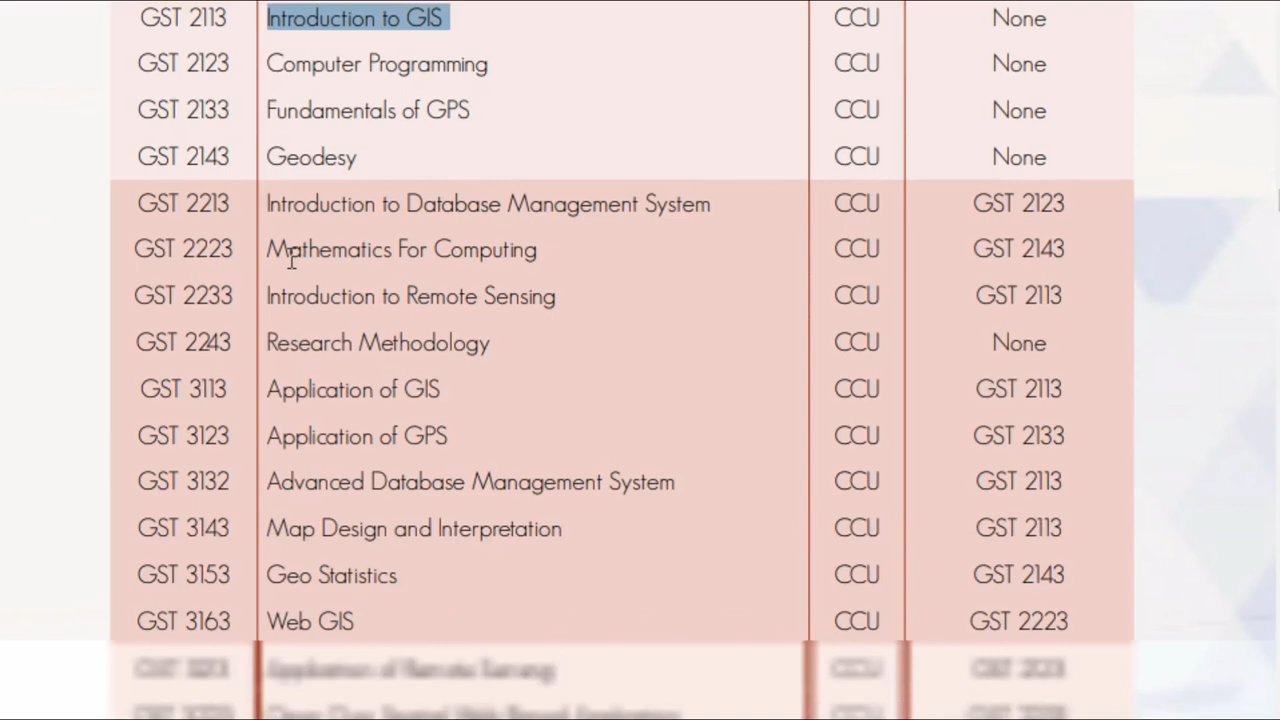 GST 2113 Introduction to GIS CCU None
GST 2123 Computer Programming CCU None
GST 2133 Fundamentals of GPS CCU None
GST 2143 Geodesy CCU None
GST 2213 Introduction to Database Management System CCU GST 2123
GST 2223 Mathematics For Computing CCU GST 2143
GST 2233 Introduction to Remote Sensing CCU GST 2113
GST 2243 Research Methodology CCU None
GST 3113 Application of GIS CCU GST 2113
GST 3123 Application of GPS CCU GST 2133
GST 3132 Advanced Database Management System CCU GST 2113
GST 3143 Map Design and Interpretation CCU GST 2113
GST 3153 Geo Statistics CCU GST 2143
GST 3163 Web GIS CCU GST 2223
Application of Remote Sensing CCU